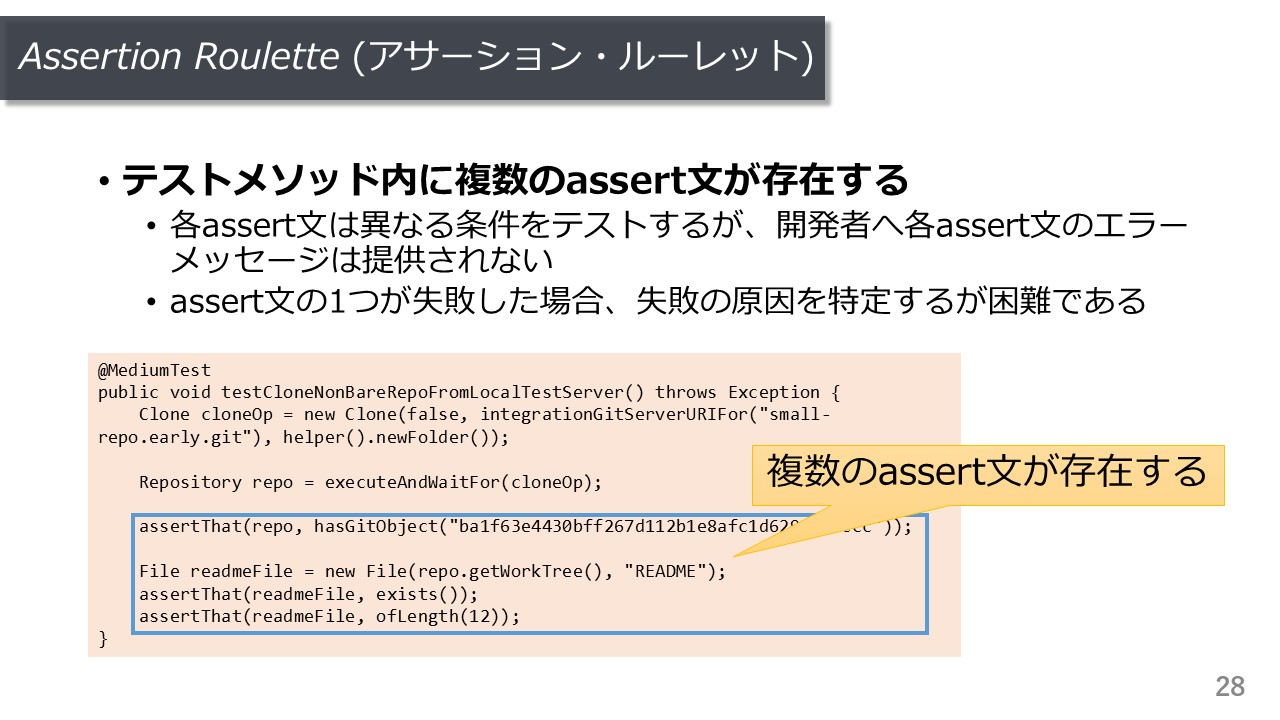 Assertion Roulette (アサーション・ルーレット)
• テストメソッド内に複数のassert文が存在する
• 各assert文は異なる条件をテストするが、開発者へ各assert文のエラー
メッセージは提供されない
• assert文の1つが失敗した場合、失敗の原因を特定するが困難である
@MediumTest
public void testCloneNonBareRepoFromLocalTestServer() throws Exception {
Clone cloneOp = new Clone(false, integrationGitServerURIFor("small-
repo.early.git"), helper().newFolder());
複数のassert文が存在する
Repository repo = executeAndWaitFor(cloneOp);
assertThat(repo, hasGitObject("ba1f63e4430bff267d112b1e8afc1d6294db0ccc"));
File readmeFile = new File(repo.getWorkTree(), "README");
assertThat(readmeFile, exists());
assertThat(readmeFile, ofLength(12));
}
28